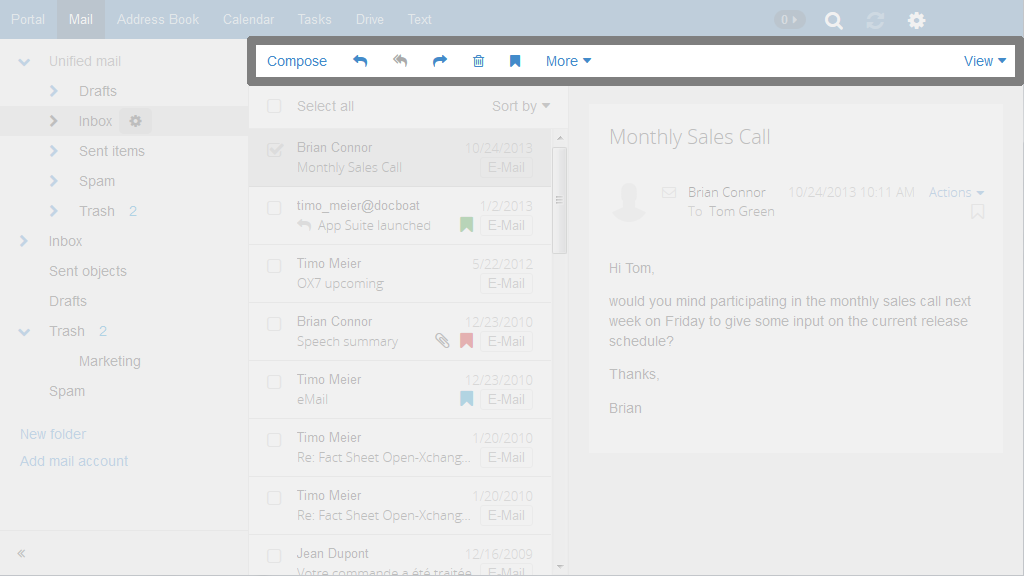 Portal Mail Address Book Calendar Tasks Drive Text 0
Compose More View
Unified mail
Drafts
Inbox
Sent items
Spam
Trash 2
Inbox
Sent objects
Drafts
Trash 2
Marketing
Spam
New folder
Add mail account
«
Select all Sort by
Brian Connor 10/24/2013
Monthly Sales Call E-Mail
timo_meier@docboat 1/2/2013
App Suite launched E-Mail
Timo Meier 5/22/2012
OX7 upcoming E-Mail
Brian Connor 12/23/2010
Speech summary E-Mail
Timo Meier 12/23/2010
eMail E-Mail
Timo Meier 1/20/2010
Re: Fact Sheet Open-Xchang... E-Mail
Timo Meier 1/20/2010
Re: Fact Sheet Open-Xchang... E-Mail
Jean Dupont 12/16/2009
Votre commande a été traitée E-Mail
Monthly Sales Call
Brian Connor 10/24/2013 10:11 AM Actions
To Tom Green
Hi Tom,
would you mind participating in the monthly sales call next
week on Friday to give some input on the current release
schedule?
Thanks,
Brian